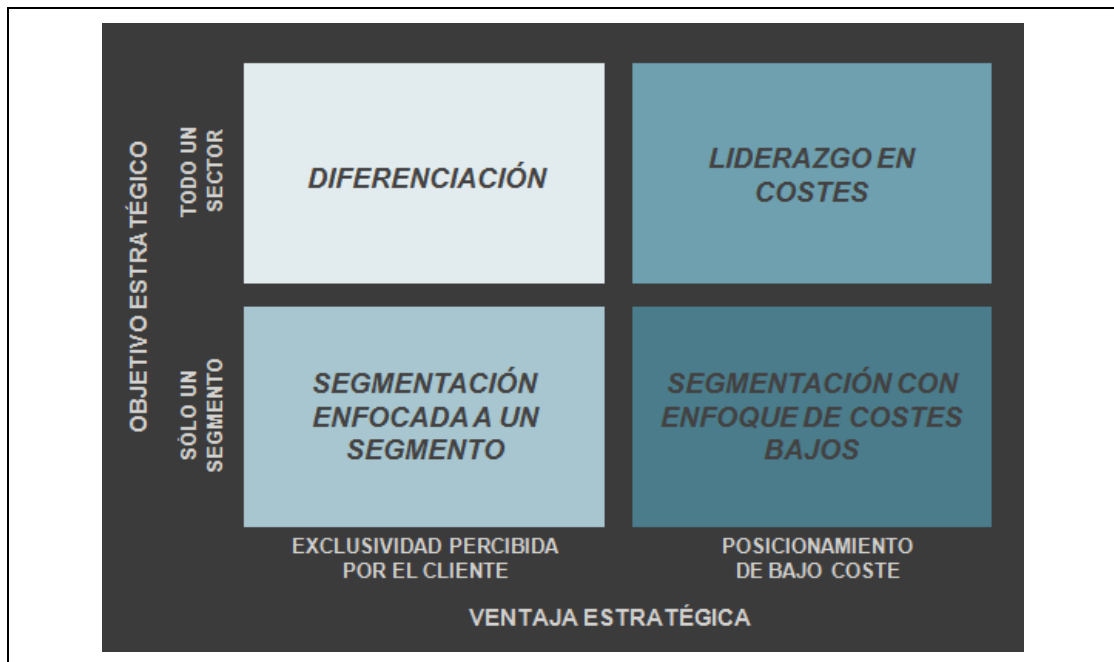 OBJETIVO ESTRATÉGICO
TODO UN
SECTOR
DIFERENCIACIÓN
LIDERAZGO EN
COSTES
SÓLO UN
SEGMENTO
SEGMENTACIÓN
ENFOCADA A UN
SEGMENTO
SEGMENTACIÓN CON
ENFOQUE DE COSTES
BAJOS
EXCLUSIVIDAD PERCIBIDA
POR EL CLIENTE
POSICIONAMIENTO
DE BAJO COSTE
VENTAJA ESTRATÉGICA